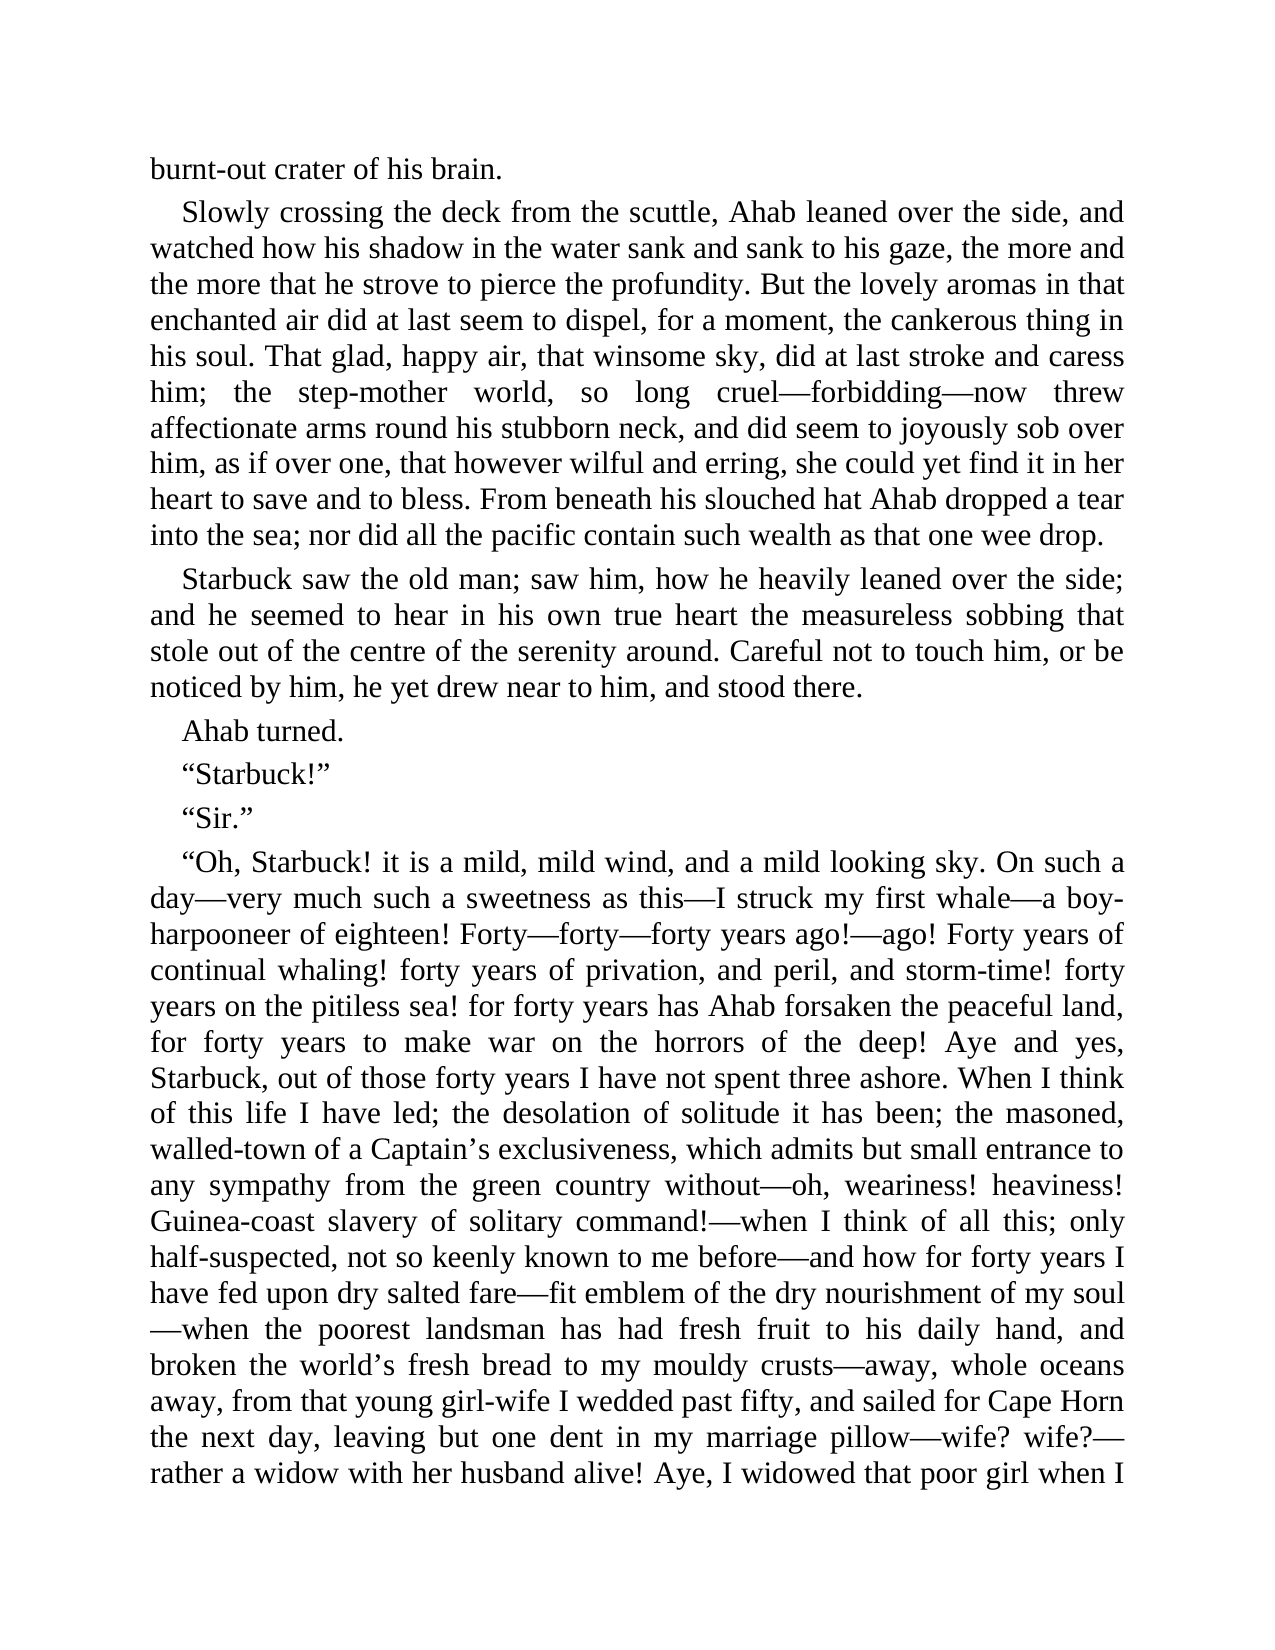 burnt-out crater of his brain.
Slowly crossing the deck from the scuttle, Ahab leaned over the side, and
watched how his shadow in the water sank and sank to his gaze, the more and
the more that he strove to pierce the profundity. But the lovely aromas in that
enchanted air did at last seem to dispel, for a moment, the cankerous thing in
his soul. That glad, happy air, that winsome sky, did at last stroke and caress
him; the step-mother world, so long cruel—forbidding—now threw
affectionate arms round his stubborn neck, and did seem to joyously sob over
him, as if over one, that however wilful and erring, she could yet find it in her
heart to save and to bless. From beneath his slouched hat Ahab dropped a tear
into the sea; nor did all the pacific contain such wealth as that one wee drop.
Starbuck saw the old man; saw him, how he heavily leaned over the side;
and he seemed to hear in his own true heart the measureless sobbing that
stole out of the centre of the serenity around. Careful not to touch him, or be
noticed by him, he yet drew near to him, and stood there.
Ahab turned.
“Starbuck!”
“Sir.”
“Oh, Starbuck! it is a mild, mild wind, and a mild looking sky. On such a
day—very much such a sweetness as this—I struck my first whale—a boy-
harpooneer of eighteen! Forty—forty—forty years ago!—ago! Forty years of
continual whaling! forty years of privation, and peril, and storm-time! forty
years on the pitiless sea! for forty years has Ahab forsaken the peaceful land,
for forty years to make war on the horrors of the deep! Aye and yes,
Starbuck, out of those forty years I have not spent three ashore. When I think
of this life I have led; the desolation of solitude it has been; the masoned,
walled-town of a Captain’s exclusiveness, which admits but small entrance to
any sympathy from the green country without—oh, weariness! heaviness!
Guinea-coast slavery of solitary command!—when I think of all this; only
half-suspected, not so keenly known to me before—and how for forty years I
have fed upon dry salted fare—fit emblem of the dry nourishment of my soul
—when the poorest landsman has had fresh fruit to his daily hand, and
broken the world’s fresh bread to my mouldy crusts—away, whole oceans
away, from that young girl-wife I wedded past fifty, and sailed for Cape Horn
the next day, leaving but one dent in my marriage pillow—wife? wife?—
rather a widow with her husband alive! Aye, I widowed that poor girl when I